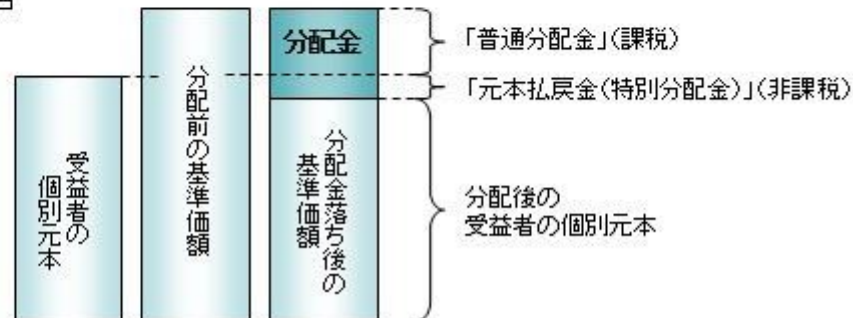 分配金
「普通分配金」(課税)
「元本払戻金(特別分配金)」(非課税)
受益者の
個別元本
分配前の基準価額
分配金落ち後の
基準価額
分配後の
受益者の個別元本